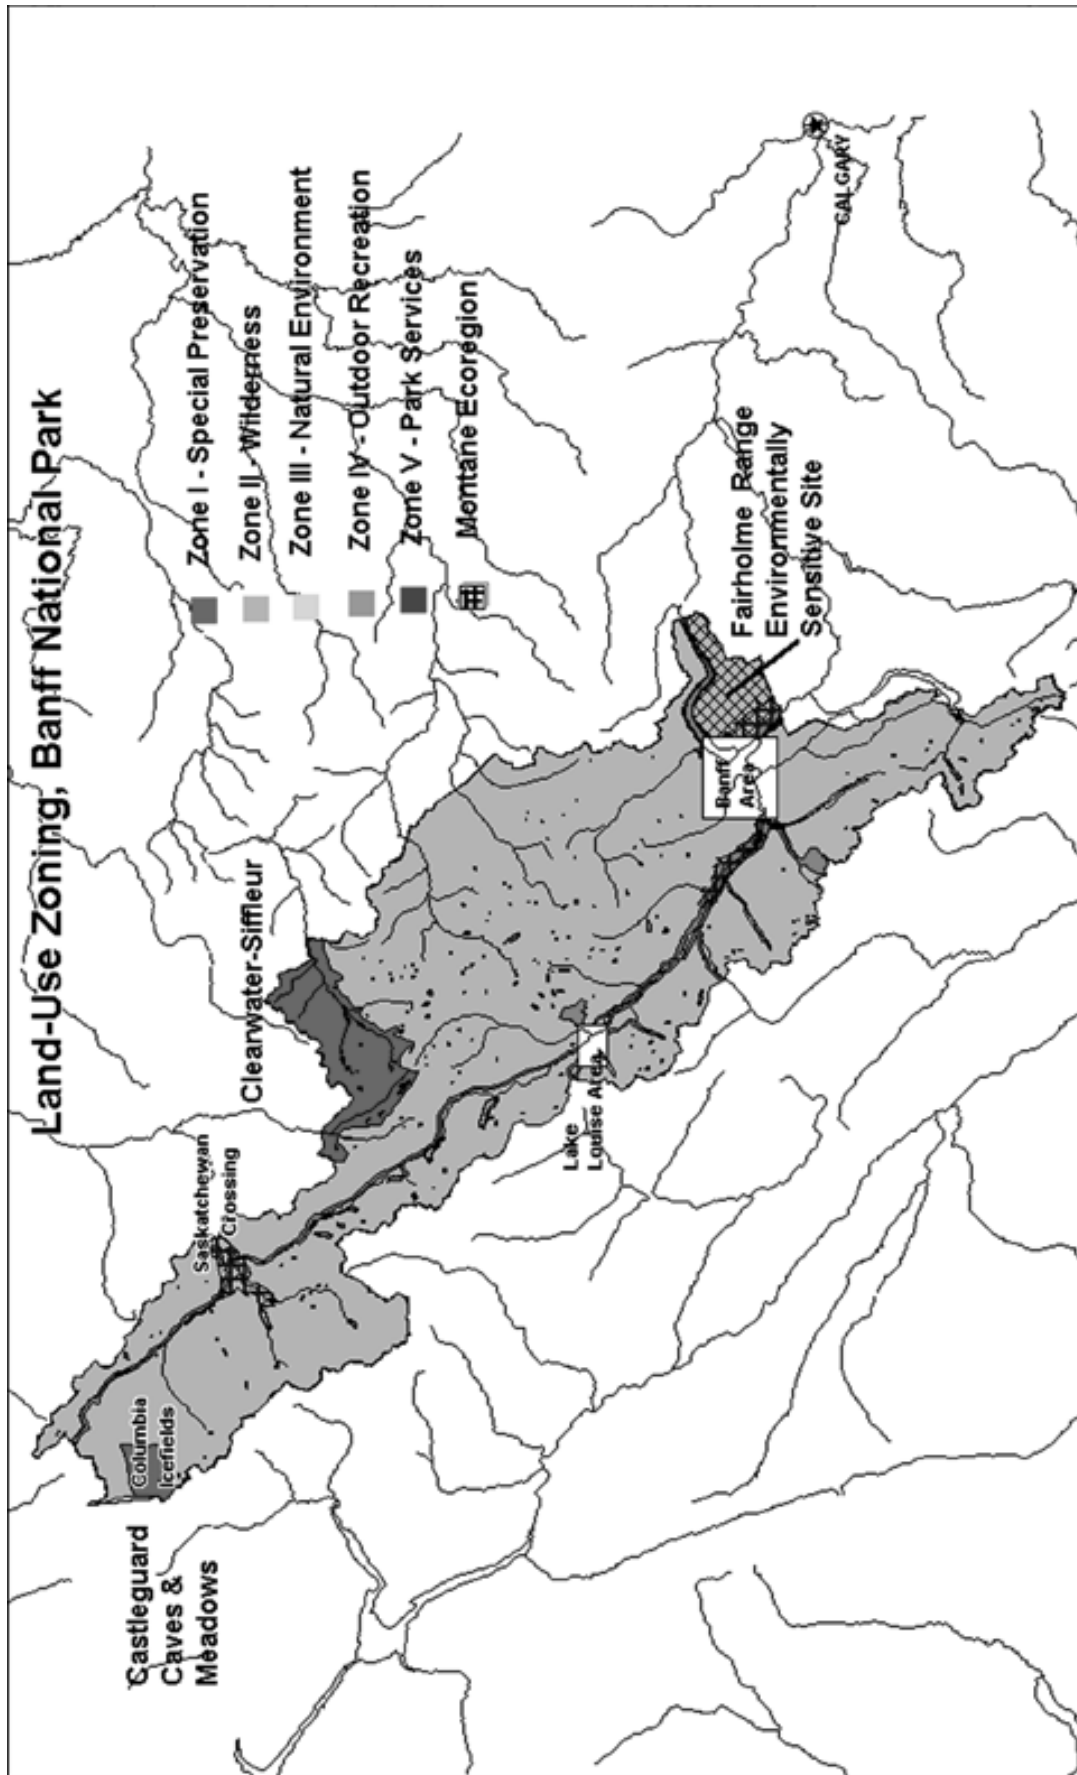 Land-Use Zoning, Banff National Park
Zone I - Special Preservation
Zone II - Wilderness
Zone III - Natural Environment
Zone IV - Outdoor Recreation
Zone V - Park Services
Montane Ecoregion
Castleguard
Caves &
Meadows
Columbia
Icefields
Saskatchewan
Crossing
Clearwater-Siffleur
Lake
Louise Area
Banff
Area
Fairholme Range
Environmentally
Sensitive Site
CALGARY